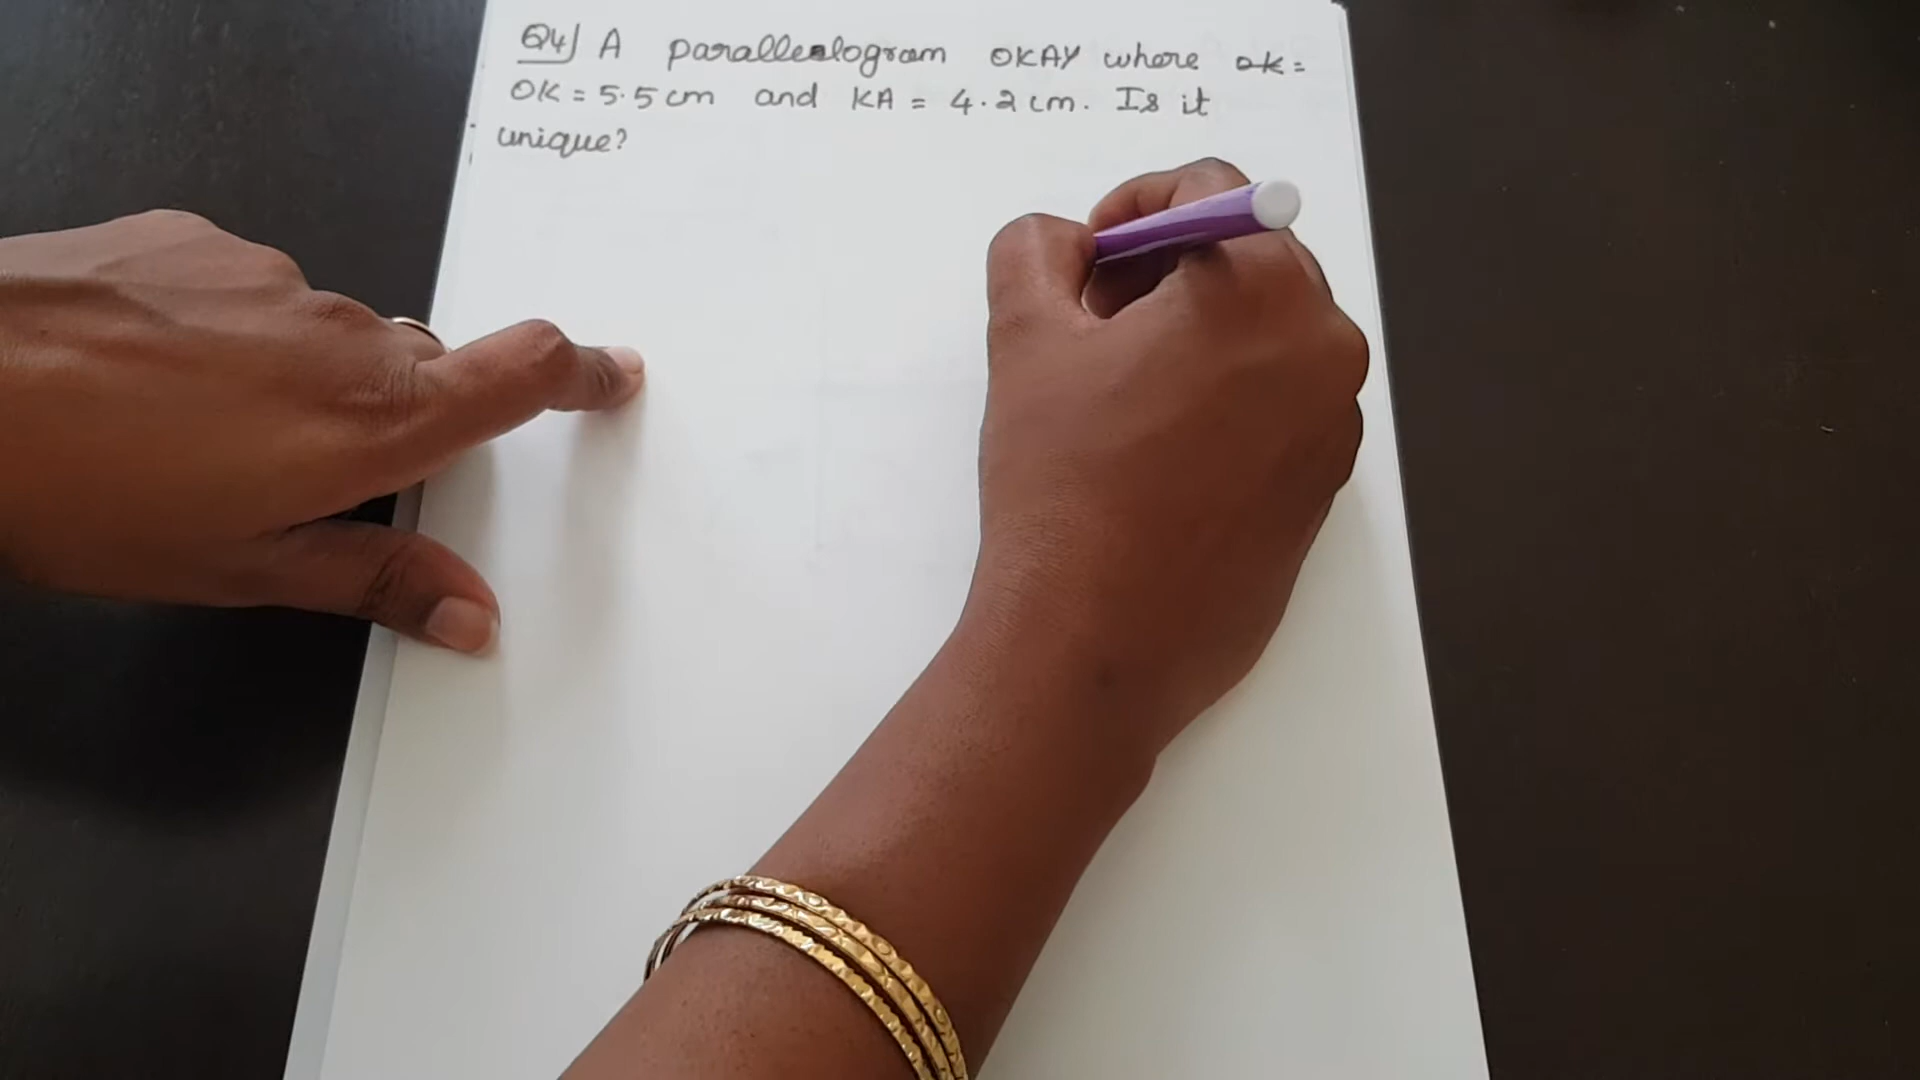 Q4) A parallelogram OKAY where ok=
OK = 5.5 cm and KA = 4.2 cm. Is it
unique?